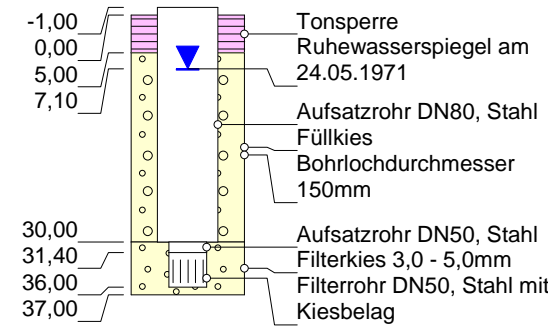 -1,00
0,00
5,00
7,10
30,00
31,40
36,00
37,00
Tonsperre
Ruhewasserspiegel am
24.05.1971
Aufsatzrohr DN80, Stahl
Füllkies
Bohrlochdurchmesser
150mm
Aufsatzrohr DN50, Stahl
Filterkies 3,0 - 5,0mm
Filterrohr DN50, Stahl mit
Kiesbelag